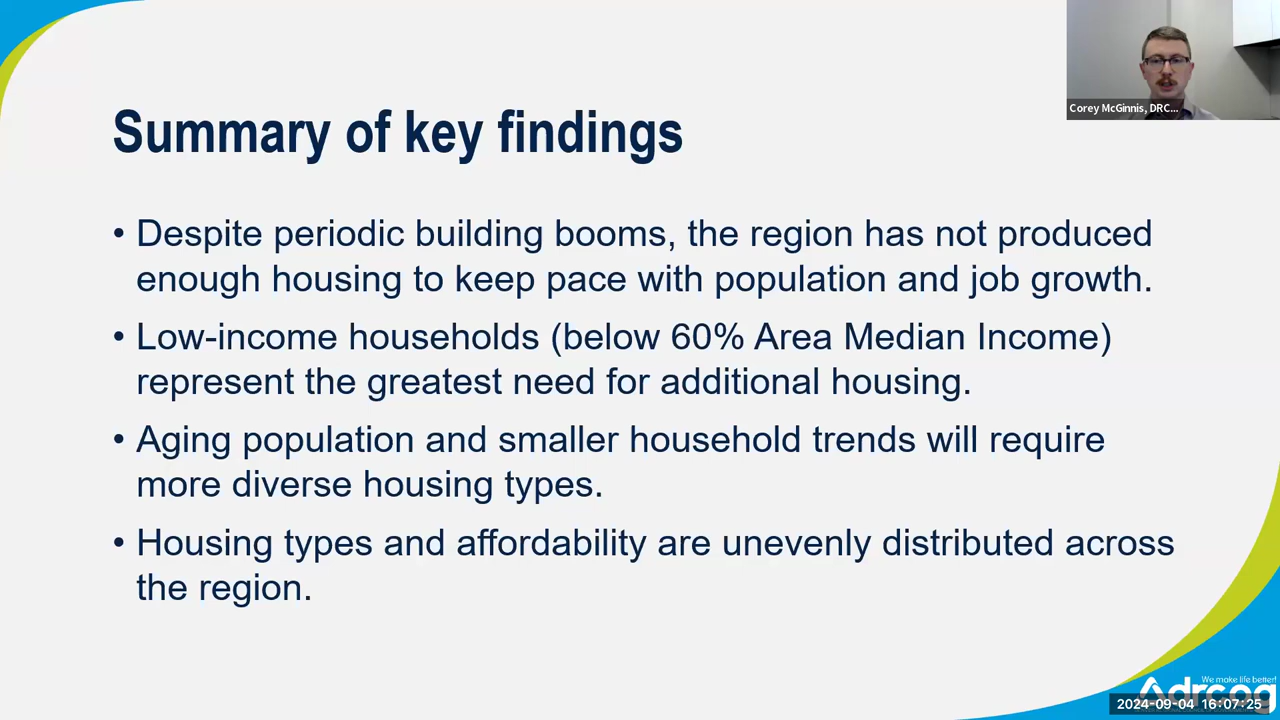 Corey McGinnis, DRC...
Summary of key findings
• Despite periodic building booms, the region has not produced
enough housing to keep pace with population and job growth.
• Low-income households (below 60% Area Median Income)
represent the greatest need for additional housing.
• Aging population and smaller household trends will require
more diverse housing types.
• Housing types and affordability are unevenly distributed across
the region.
We make life better!
drcog
2024-09-04 16:07:25